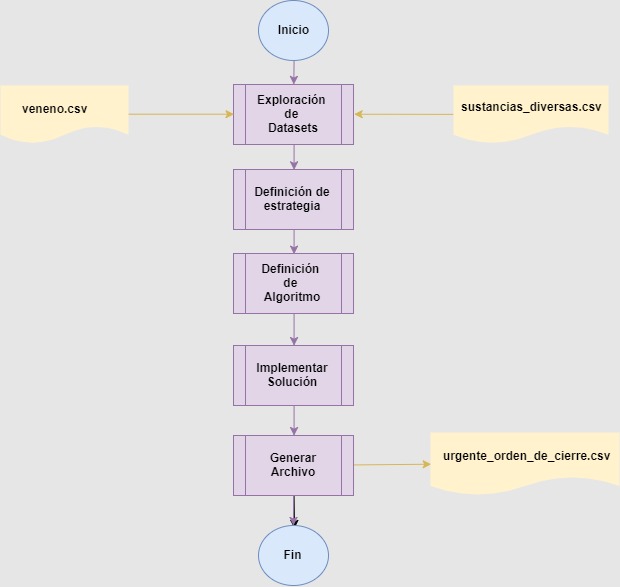 Inicio
veneno.csv
Exploración
de
Datasets
sustancias_diversas.csv
Definición de
estrategia
Definición
de
Algoritmo
Implementar
Solución
Generar
Archivo
urgente_orden_de_cierre.csv
Fin